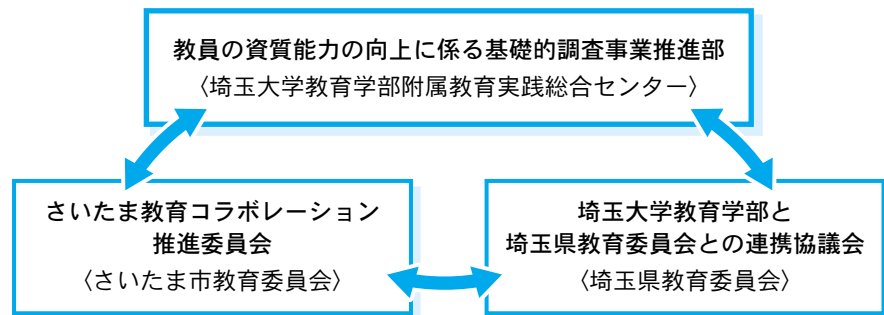 教員の資質能力の向上に係る基礎的調査事業推進部
〈埼玉大学教育学部附属教育実践総合センター〉
さいたま教育コラボレーション
推進委員会
〈さいたま市教育委員会〉
埼玉大学教育学部と
埼玉県教育委員会との連携協議会
〈埼玉県教育委員会〉